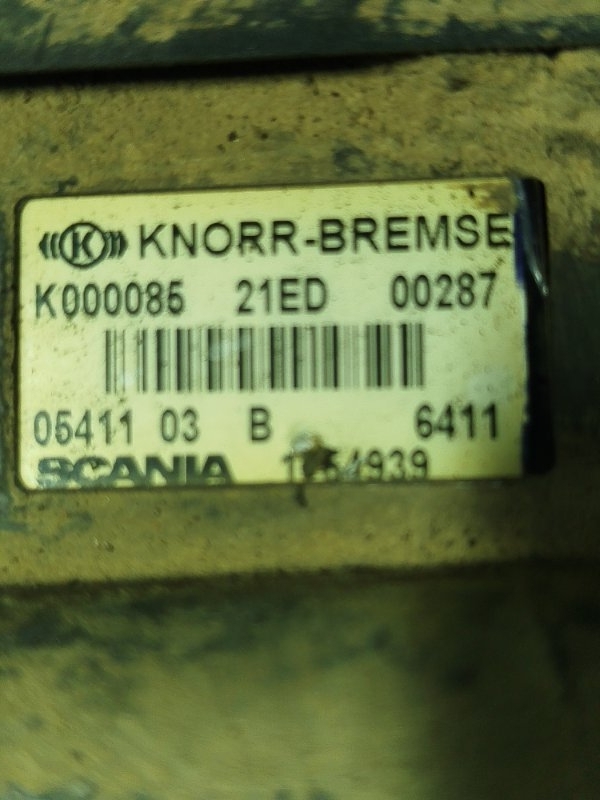 K KNORR-BREMSE
K000085 21ED 00287
05411 03 B 6411
SCANIA